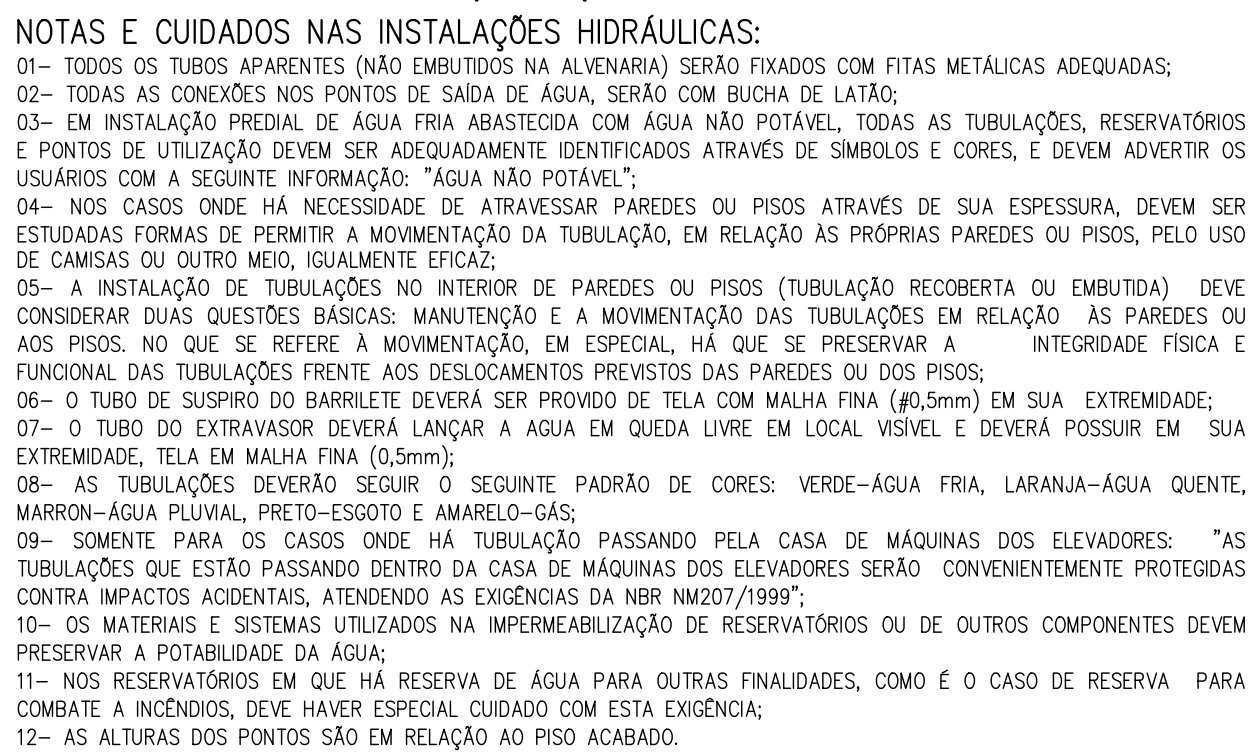 NOTAS E CUIDADOS NAS INSTALAÇÕES HIDRÁULICAS:
01- TODOS OS TUBOS APARENTES (NÃO EMBUTIDOS NA ALVENARIA) SERÃO FIXADOS COM FITAS METÁLICAS ADEQUADAS;
02- TODAS AS CONEXÕES NOS PONTOS DE SAÍDA DE ÁGUA, SERÃO COM BUCHA DE LATÃO;
03- EM INSTALAÇÃO PREDIAL DE ÁGUA FRIA ABASTECIDA COM ÁGUA NÃO POTÁVEL, TODAS AS TUBULAÇÕES, RESERVATÓRIOS
E PONTOS DE UTILIZAÇÃO DEVEM SER ADEQUADAMENTE IDENTIFICADOS ATRAVÉS DE SÍMBOLOS E CORES, E DEVEM ADVERTIR OS
USUÁRIOS COM A SEGUINTE INFORMAÇÃO: "ÁGUA NÃO POTÁVEL";
04- NOS CASOS ONDE HÁ NECESSIDADE DE ATRAVESSAR PAREDES OU PISOS ATRAVÉS DE SUA ESPESSURA, DEVEM SER
ESTUDADAS FORMAS DE PERMITIR A MOVIMENTAÇÃO DA TUBULAÇÃO, EM RELAÇÃO ÀS PRÓPRIAS PAREDES OU PISOS, PELO USO
DE CAMISAS OU OUTRO MEIO, IGUALMENTE EFICAZ;
05- A INSTALAÇÃO DE TUBULAÇÕES NO INTERIOR DE PAREDES OU PISOS (TUBULAÇÃO RECOBERTA OU EMBUTIDA) DEVE
CONSIDERAR DUAS QUESTÕES BÁSICAS: MANUTENÇÃO E A MOVIMENTAÇÃO DAS TUBULAÇÕES EM RELAÇÃO ÀS PAREDES OU
AOS PISOS. NO QUE SE REFERE À MOVIMENTAÇÃO, EM ESPECIAL, HÁ QUE SE PRESERVAR A INTEGRIDADE FÍSICA E
FUNCIONAL DAS TUBULAÇÕES FRENTE AOS DESLOCAMENTOS PREVISTOS DAS PAREDES OU DOS PISOS;
06- O TUBO DE SUSPIRO DO BARRILETE DEVERÁ SER PROVIDO DE TELA COM MALHA FINA (#0,5mm) EM SUA EXTREMIDADE;
07- O TUBO DO EXTRAVASOR DEVERÁ LANÇAR A AGUA EM QUEDA LIVRE EM LOCAL VISÍVEL E DEVERÁ POSSUIR EM SUA
EXTREMIDADE, TELA EM MALHA FINA (0,5mm);
08- AS TUBULAÇÕES DEVERÃO SEGUIR O SEGUINTE PADRÃO DE CORES: VERDE-ÁGUA FRIA, LARANJA-ÁGUA QUENTE,
MARRON-ÁGUA PLUVIAL, PRETO-ESGOTO E AMARELO-GÁS;
09- SOMENTE PARA OS CASOS ONDE HÁ TUBULAÇÃO PASSANDO PELA CASA DE MÁQUINAS DOS ELEVADORES: "AS
TUBULAÇÕES QUE ESTÃO PASSANDO DENTRO DA CASA DE MÁQUINAS DOS ELEVADORES SERÃO CONVENIENTEMENTE PROTEGIDAS
CONTRA IMPACTOS ACIDENTAIS, ATENDENDO AS EXIGÊNCIAS DA NBR NM207/1999";
10- OS MATERIAIS E SISTEMAS UTILIZADOS NA IMPERMEABILIZAÇÃO DE RESERVATÓRIOS OU DE OUTROS COMPONENTES DEVEM
PRESERVAR A POTABILIDADE DA ÁGUA;
11- NOS RESERVATÓRIOS EM QUE HÁ RESERVA DE ÁGUA PARA OUTRAS FINALIDADES, COMO É O CASO DE RESERVA PARA
COMBATE A INCÊNDIOS, DEVE HAVER ESPECIAL CUIDADO COM ESTA EXIGÊNCIA;
12- AS ALTURAS DOS PONTOS SÃO EM RELAÇÃO AO PISO ACABADO.